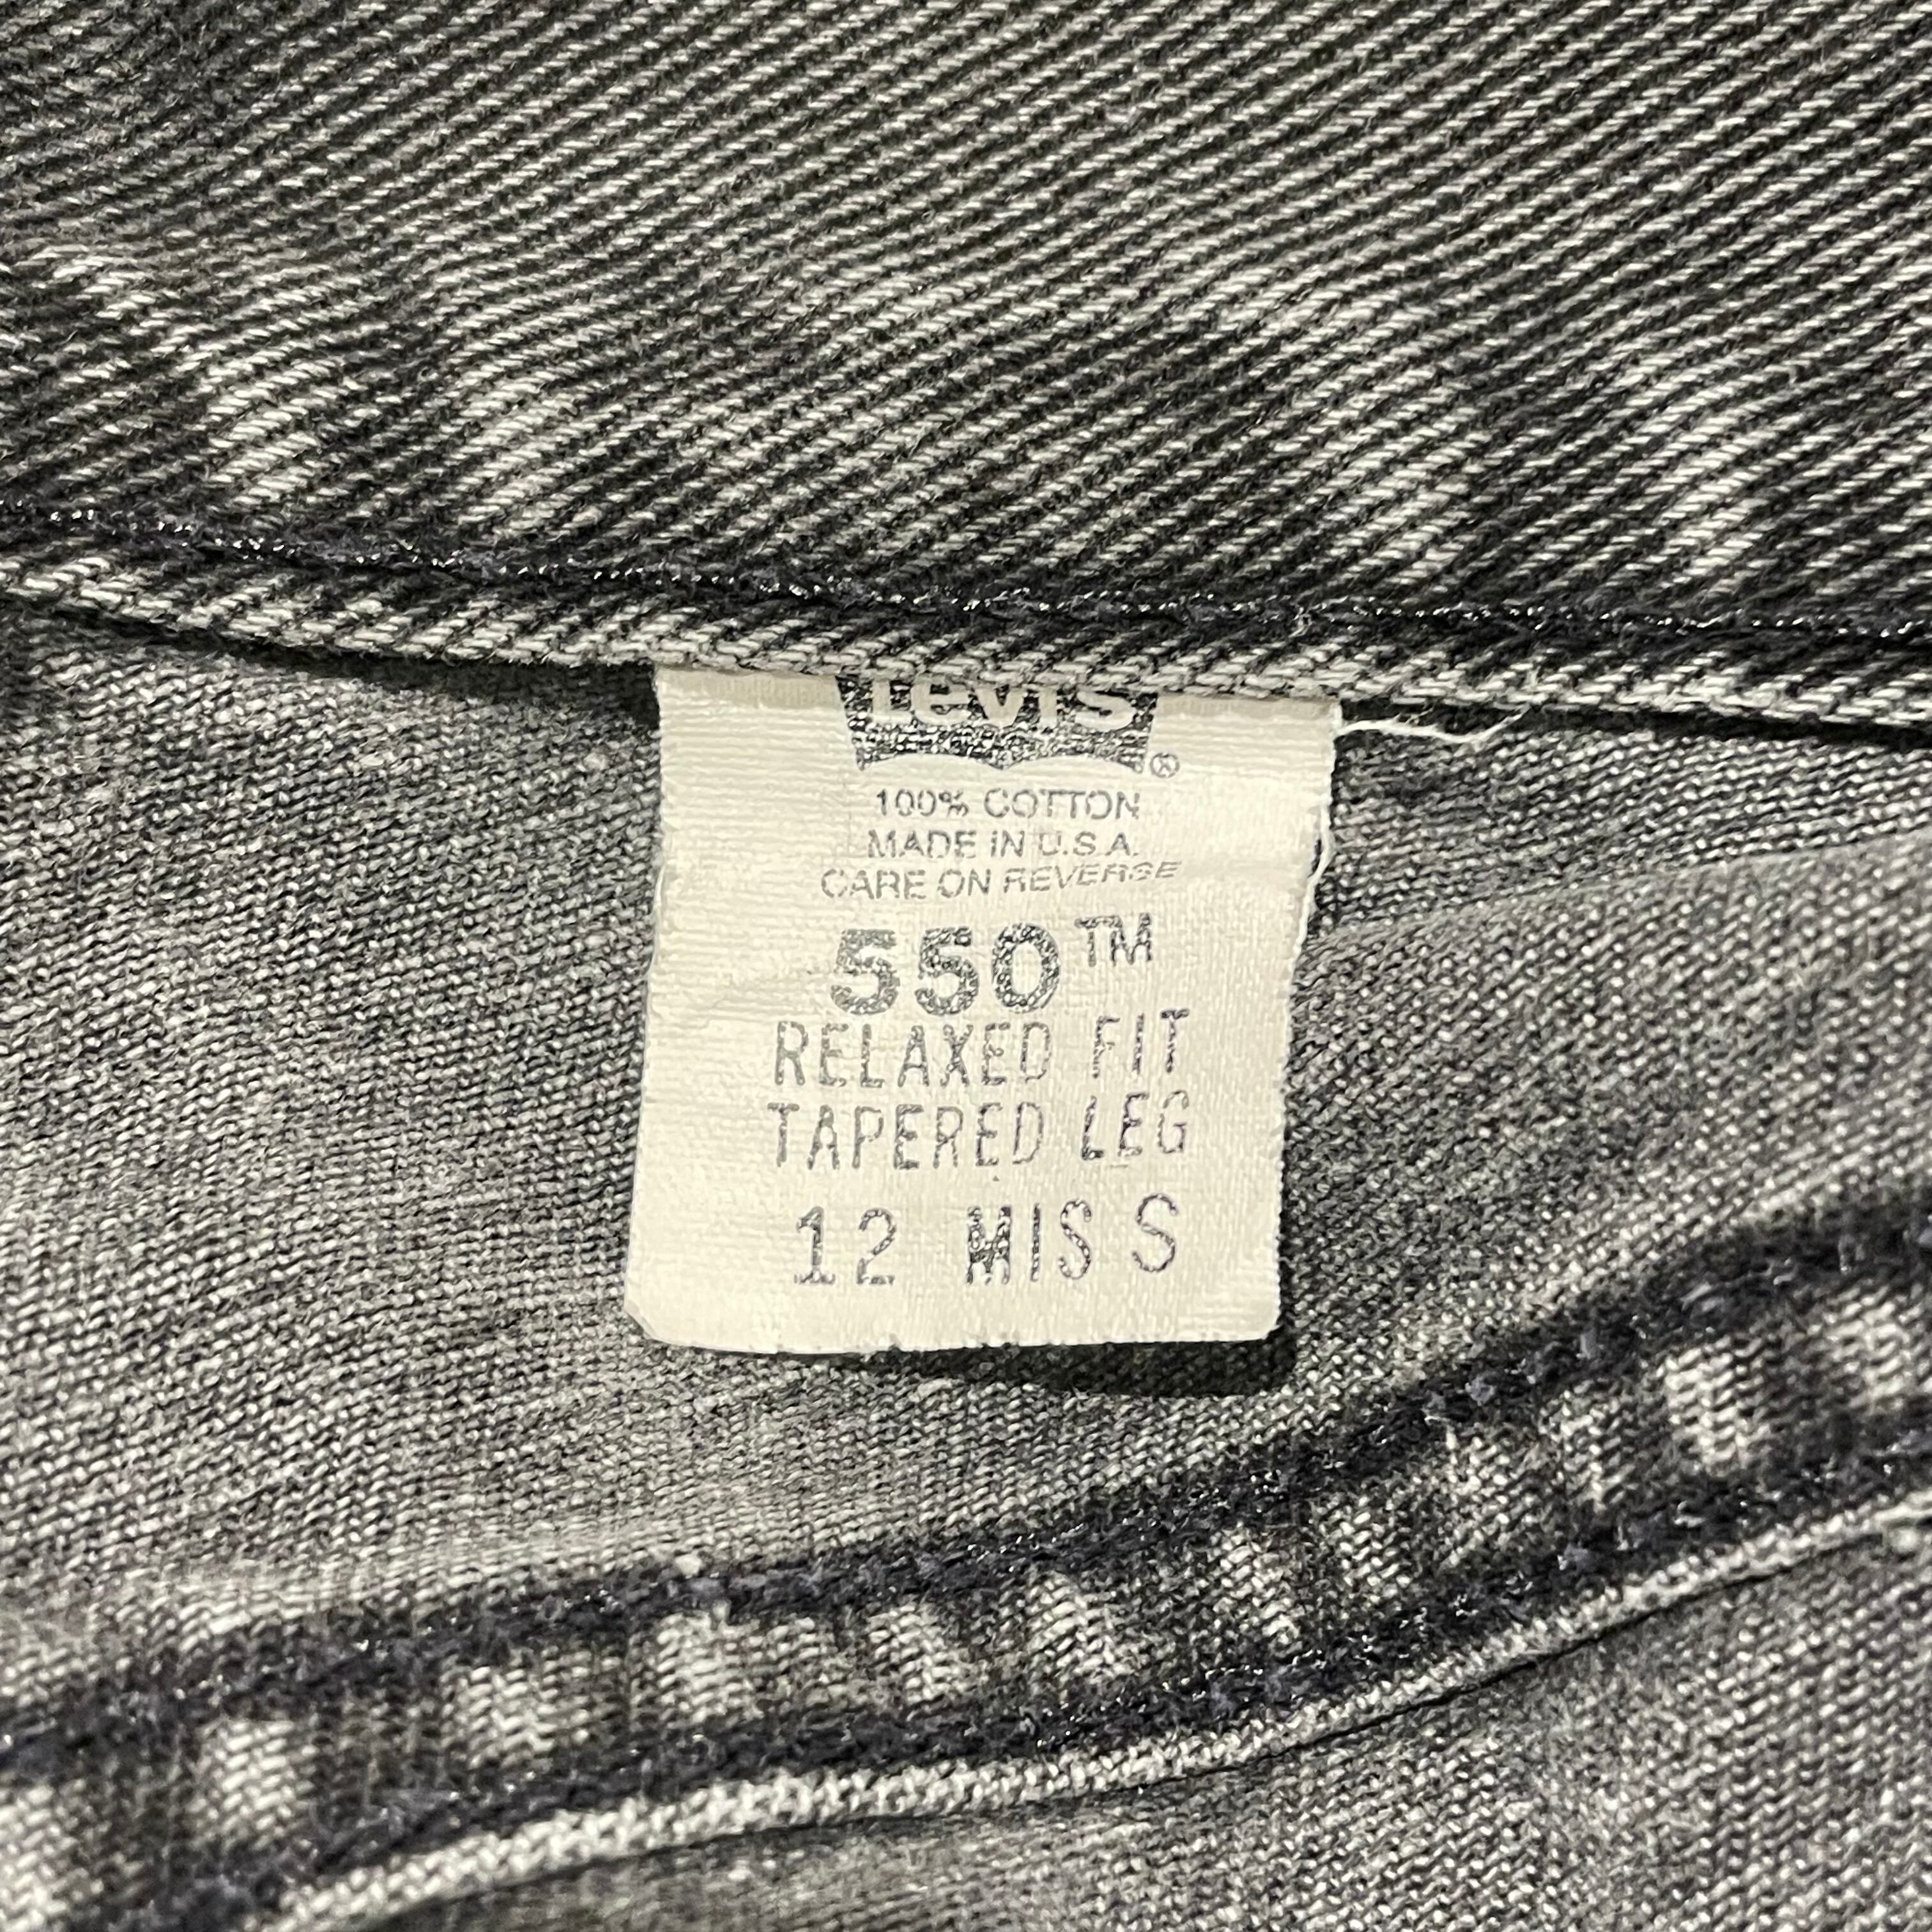 Levi's
®
100% COTTON
MADE IN U.S.A.
CARE ON REVERSE
550™
RELAXED FIT
TAPERED LEG
12 MIS S